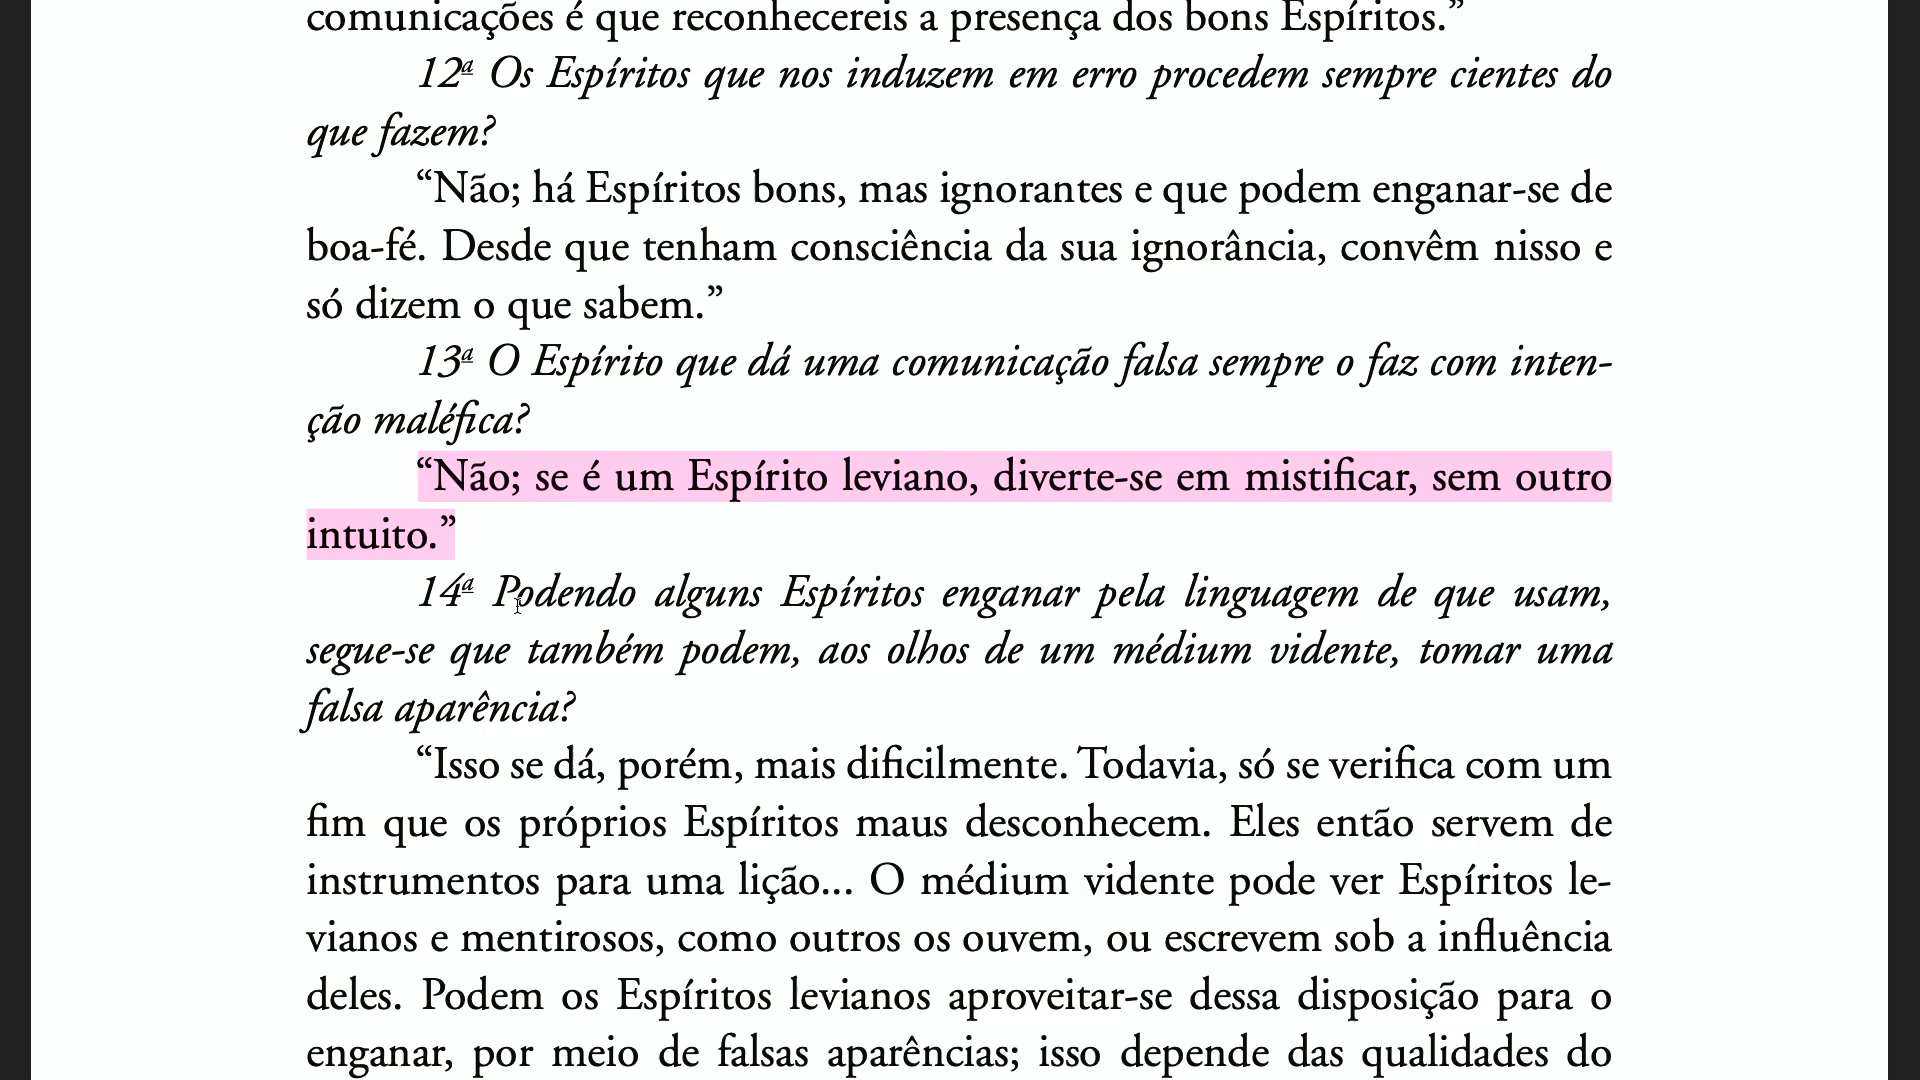 comunicações é que reconhecereis a presença dos bons Espíritos.”
12ª Os Espíritos que nos induzem em erro procedem sempre cientes do
que fazem?
“Não; há Espíritos bons, mas ignorantes e que podem enganar-se de
boa-fé. Desde que tenham consciência da sua ignorância, convêm nisso e
só dizem o que sabem.”
13ª O Espírito que dá uma comunicação falsa sempre o faz com inten-
ção maléfica?
“Não; se é um Espírito leviano, diverte-se em mistificar, sem outro
intuito.”
14ª Podendo alguns Espíritos enganar pela linguagem de que usam,
segue-se que também podem, aos olhos de um médium vidente, tomar uma
falsa aparência?
“Isso se dá, porém, mais dificilmente. Todavia, só se verifica com um
fim que os próprios Espíritos maus desconhecem. Eles então servem de
instrumentos para uma lição... O médium vidente pode ver Espíritos le-
vianos e mentirosos, como outros os ouvem, ou escrevem sob a influência
deles. Podem os Espíritos levianos aproveitar-se dessa disposição para o
enganar, por meio de falsas aparências; isso depende das qualidades do